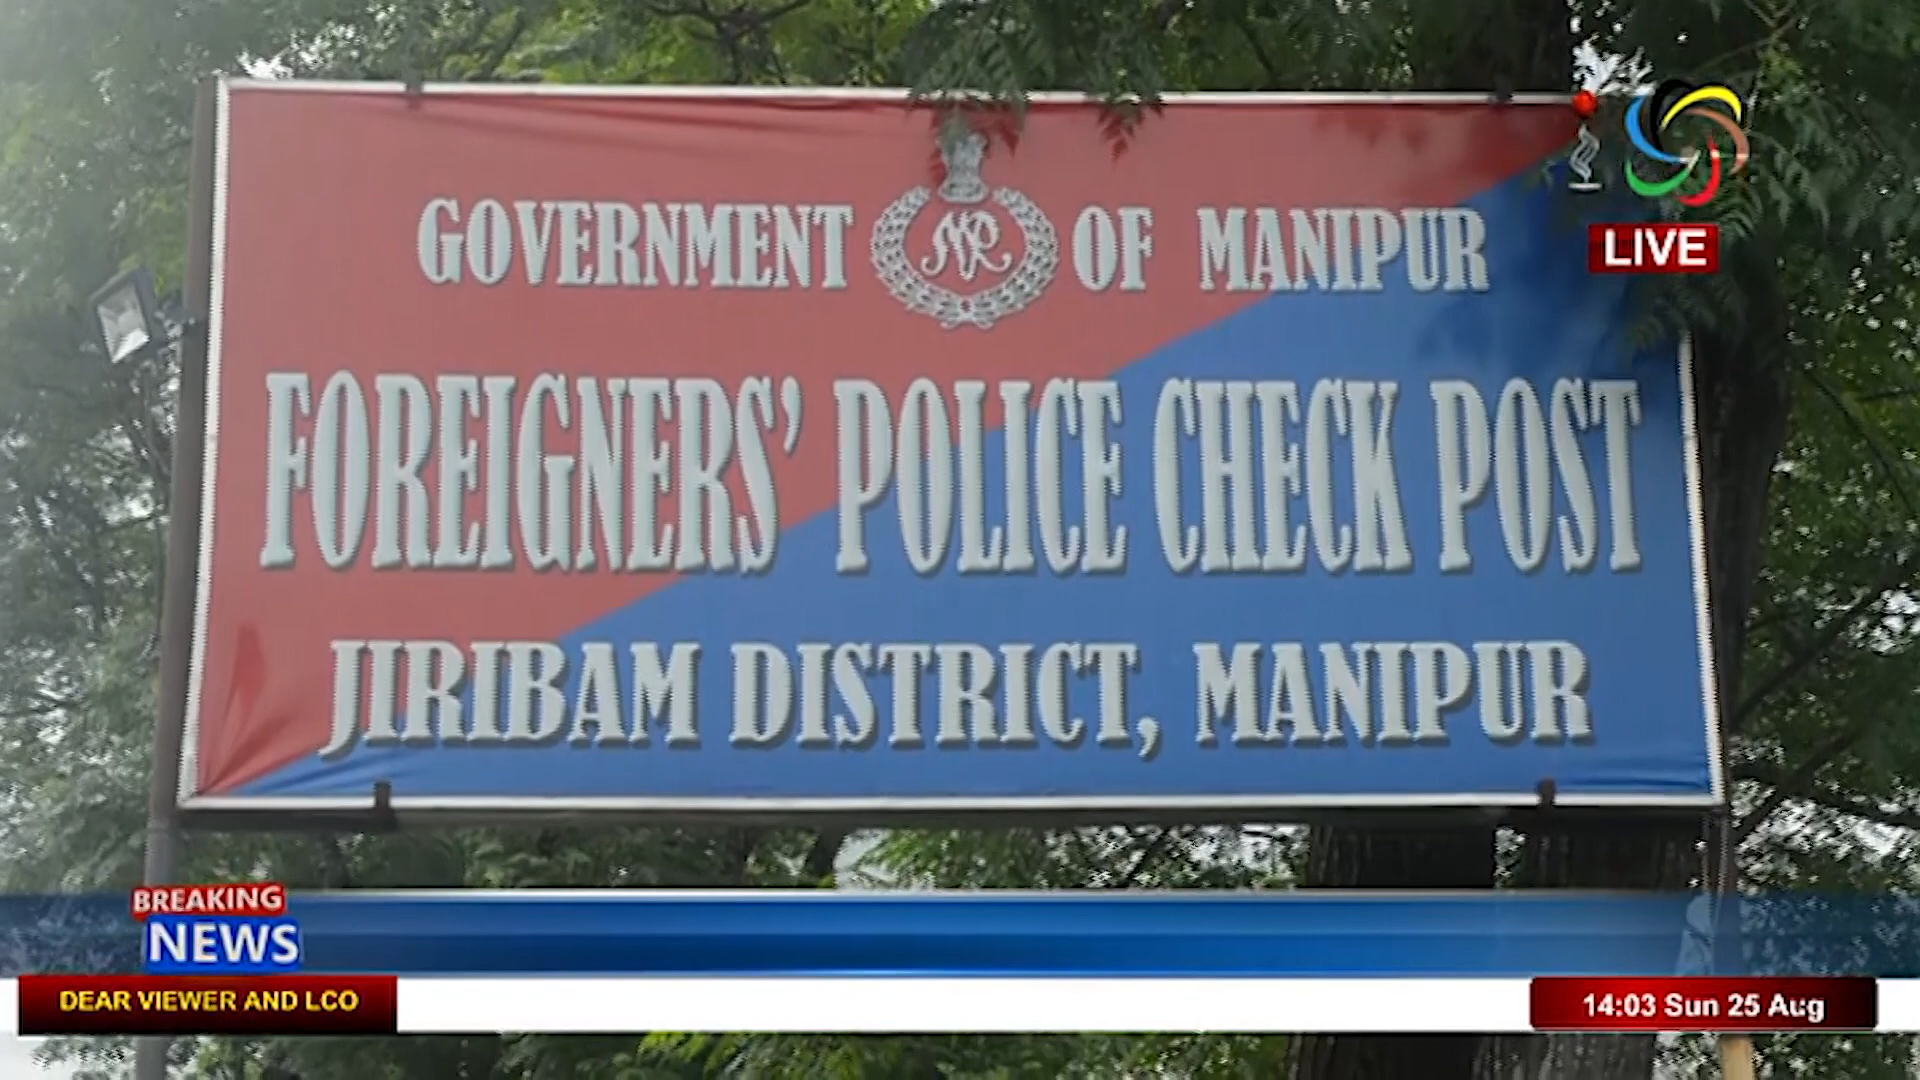 GOVERNMENT OF MANIPUR
MR
LIVE
FOREIGNERS' POLICE CHECK POST
JIRIBAM DISTRICT, MANIPUR
BREAKING
NEWS
DEAR VIEWER AND LCO
14:03 Sun 25 Aug